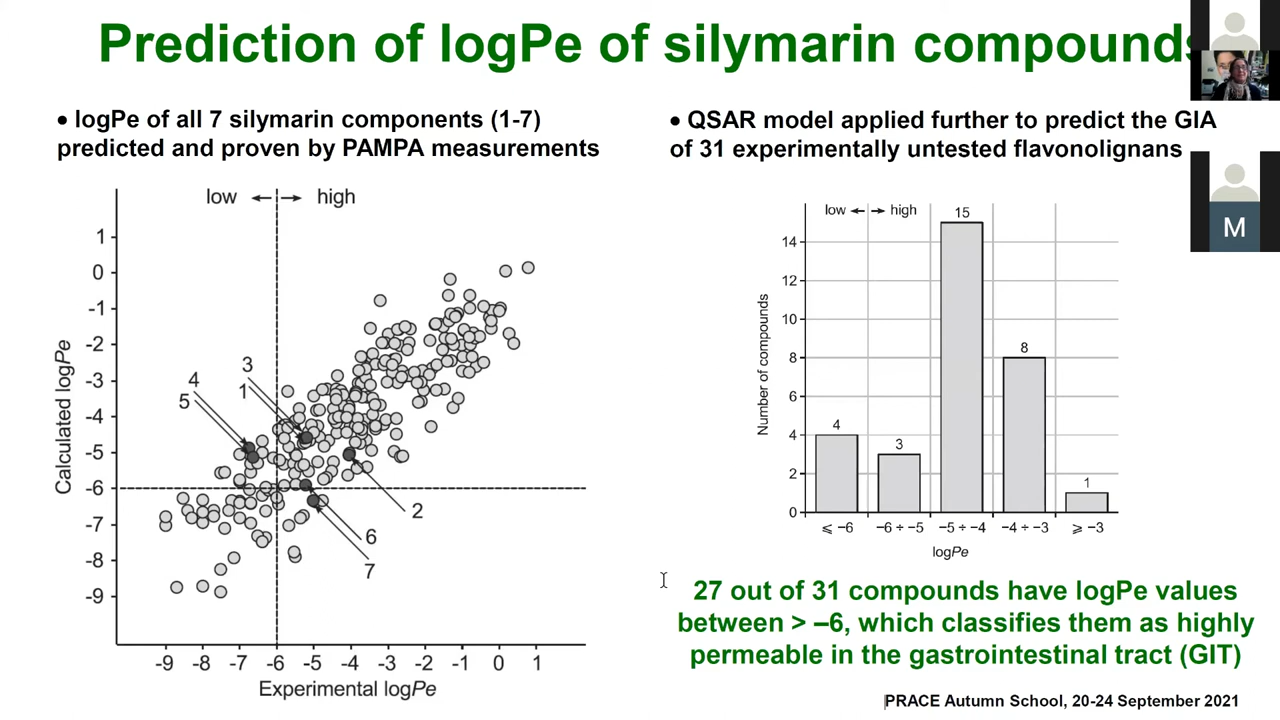 Prediction of logPe of silymarin compounds
• logPe of all 7 silymarin components (1-7)
predicted and proven by PAMPA measurements
low high
1
0
-1
-2
-3
-4
-5
-6
-7
-8
-9
Calculated logPe
3
4
1
5
2
6
7
-9 -8 -7 -6 -5 -4 -3 -2 -1 0 1
Experimental logPe
• QSAR model applied further to predict the GIA
of 31 experimentally untested flavonolignans
M
low high
14
12
10
8
6
4
2
0
Number of compounds
4
3
15
8
1
⩽ −6 −6 ÷ −5 −5 ÷ −4 −4 ÷ −3 ⩾ −3
logPe
27 out of 31 compounds have logPe values
between > –6, which classifies them as highly
permeable in the gastrointestinal tract (GIT)
PRACE Autumn School, 20-24 September 2021